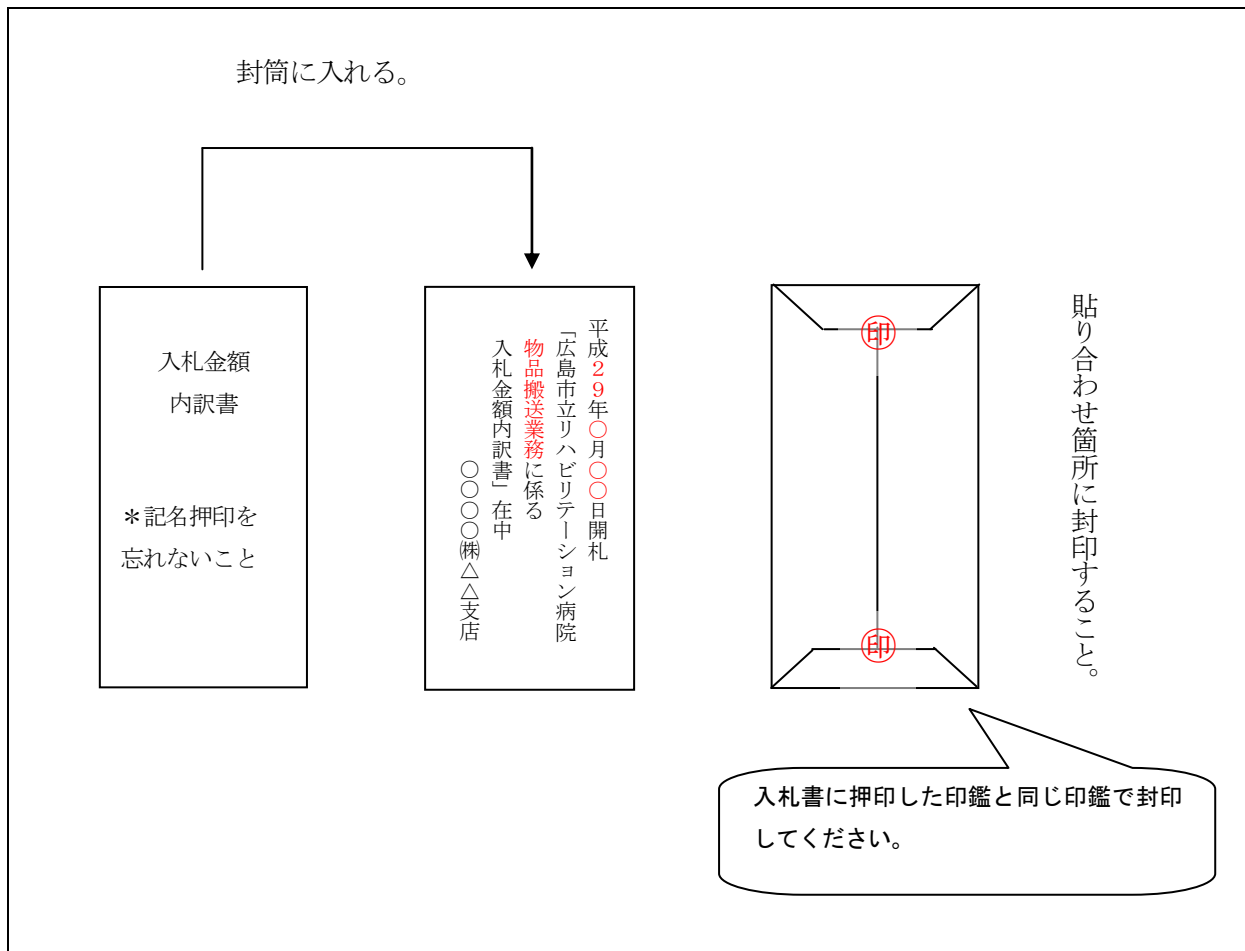 封筒に入れる。
入札金額
内訳書
＊記名押印を
忘れないこと
平成２９年〇月〇〇日開札
「広島市立リハビリテーション病院
物品搬送業務に係る
入札金額内訳書」在中
〇〇〇〇㈱△△支店
印
印
貼り合わせ箇所に封印すること。
入札書に押印した印鑑と同じ印鑑で封印
してください。